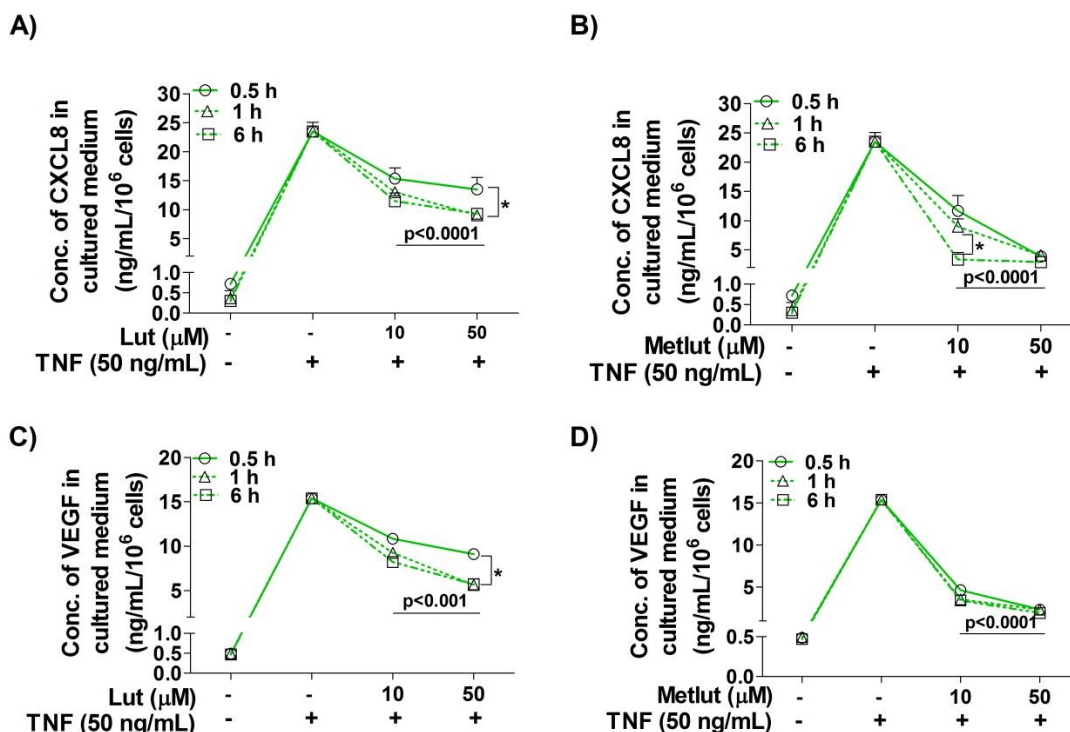 A)
Conc. of CXCL8 in
cultured medium
(ng/mL/10⁶ cells)
0.5 h
1 h
6 h
30
25
20
15
10
5
1.0
0.5
0.0
*
p<0.0001
Lut (μM) - - 10 50
TNF (50 ng/mL) - + + +
B)
Conc. of CXCL8 in
cultured medium
(ng/mL/10⁶ cells)
0.5 h
1 h
6 h
30
25
20
15
10
5
1.0
0.5
0.0
*
p<0.0001
Metlut (μM) - - 10 50
TNF (50 ng/mL) - + + +
C)
Conc. of VEGF in
cultured medium
(ng/mL/10⁶ cells)
0.5 h
1 h
6 h
20
15
10
5
1.0
0.5
0.0
*
p<0.001
Lut (μM) - - 10 50
TNF (50 ng/mL) - + + +
D)
Conc. of VEGF in
cultured medium
(ng/mL/10⁶ cells)
0.5 h
1 h
6 h
20
15
10
5
0.5
0.0
p<0.0001
Metlut (μM) - - 10 50
TNF (50 ng/mL) - + + +